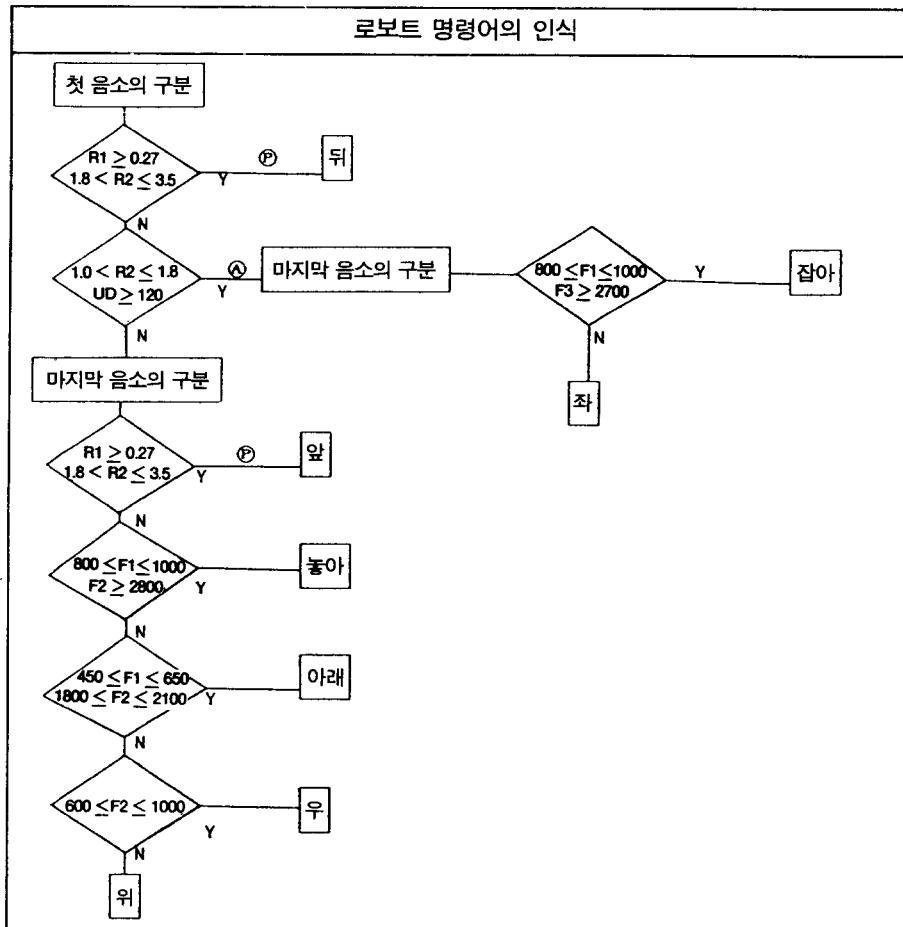 로보트 명령어의 인식
첫 음소의 구분
R1 ≥ 0.27
1.8 < R2 ≤ 3.5
Y
Ⓟ
뒤
N
1.0 < R2 ≤ 1.8
UD ≥ 120
Ⓐ
Y
마지막 음소의 구분
800 ≤F1≤1000
F3 ≥ 2700
Y
잡아
N
좌
N
마지막 음소의 구분
R1 ≥ 0.27
1.8 < R2 ≤ 3.5
Y
Ⓟ
앞
N
800 ≤F1≤1000
F2 ≥ 2800
Y
놓아
N
450 ≤F1 ≤ 650
1800 ≤ F2 ≤ 2100
Y
아래
N
600 ≤F2 ≤ 1000
Y
우
N
위